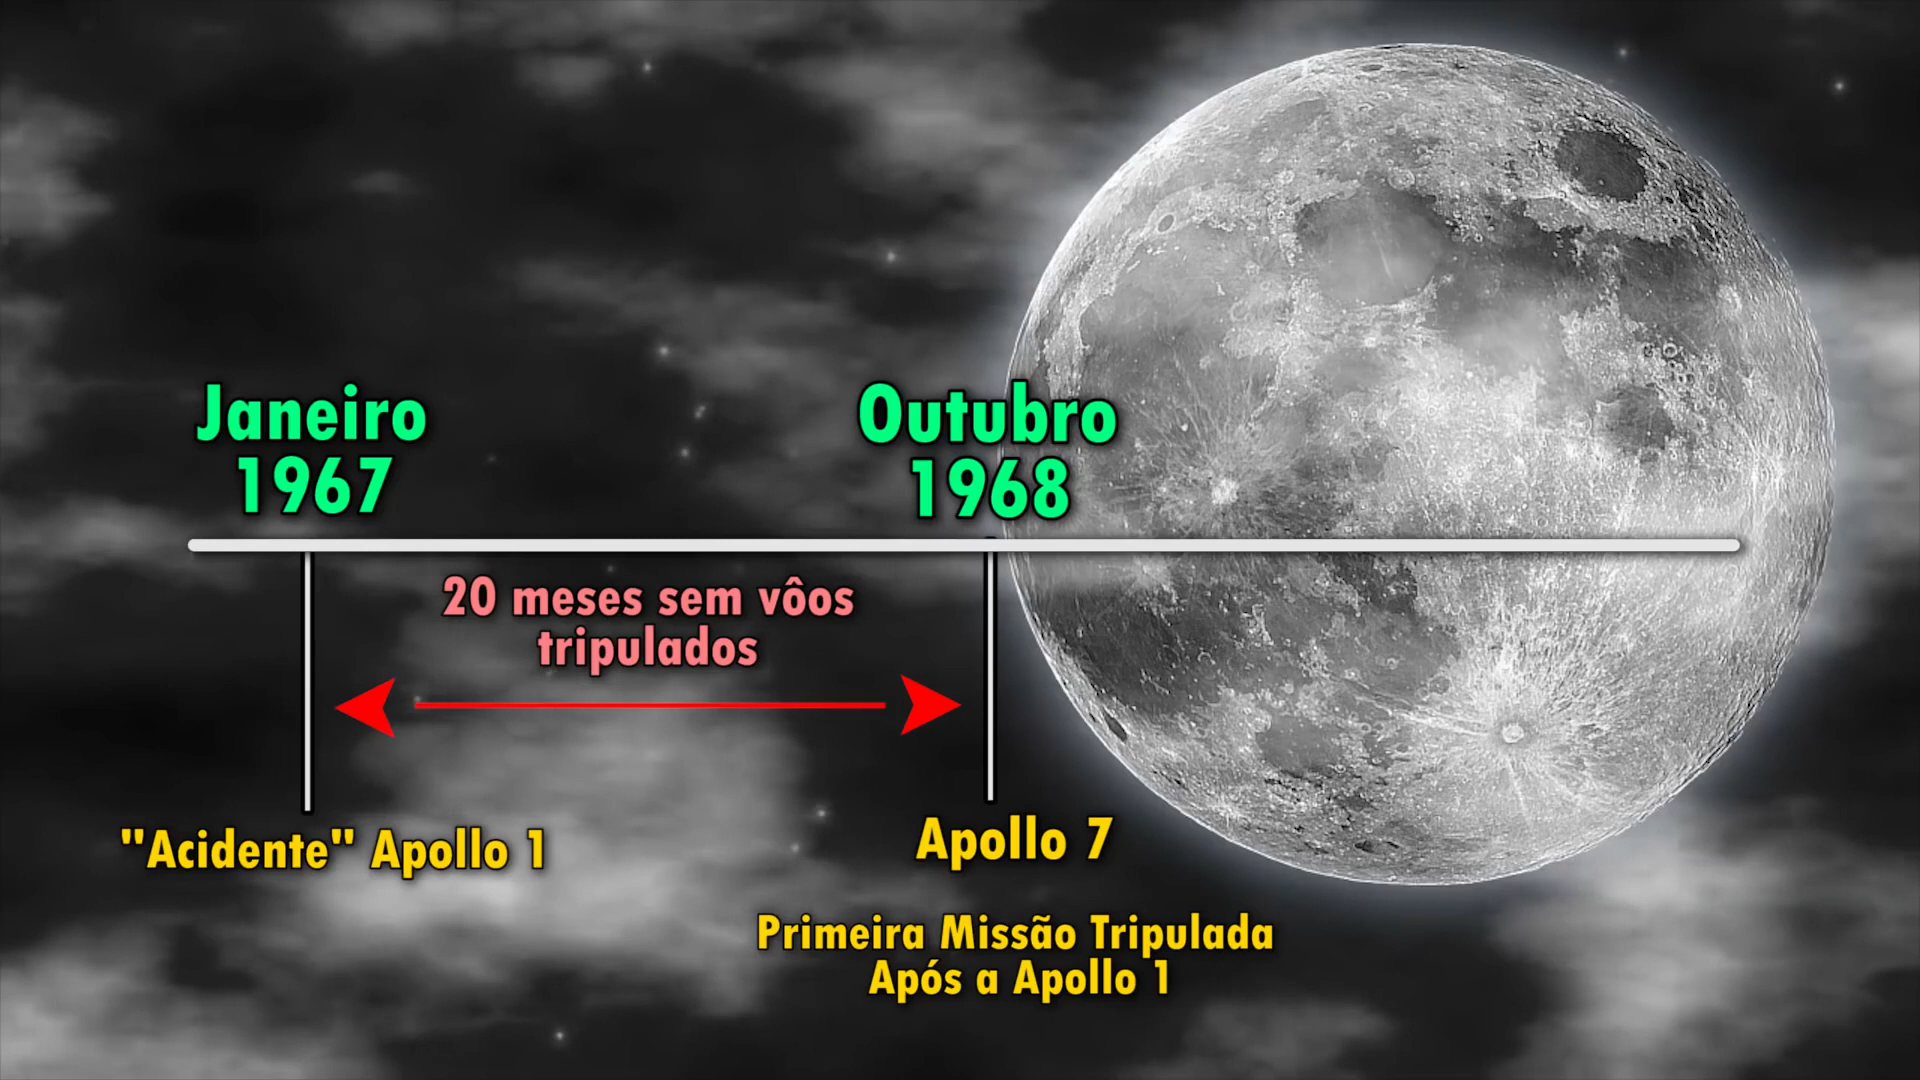 Janeiro
1967
Outubro
1968
20 meses sem vôos
tripulados
"Acidente" Apollo 1
Apollo 7
Primeira Missão Tripulada
Após a Apollo 1